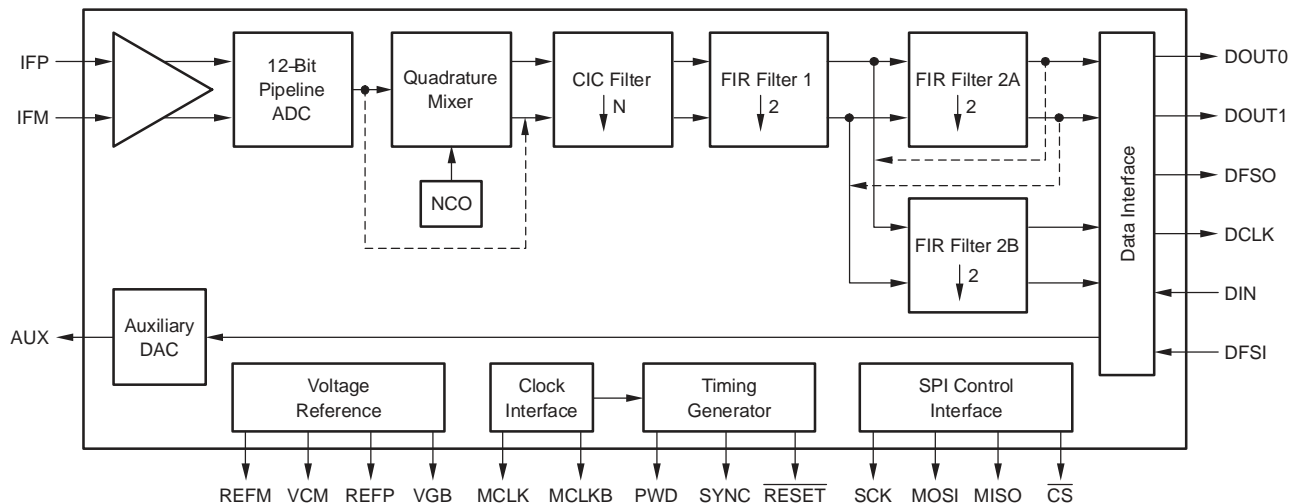 IFP
IFM
12–Bit
Pipeline
ADC
Quadrature
Mixer
NCO
CIC Filter
N
FIR Filter 1
2
FIR Filter 2A
2
FIR Filter 2B
2
Data Interface
DOUT0
DOUT1
DFSO
DCLK
DIN
DFSI
AUX
Auxiliary
DAC
Voltage
Reference
Clock
Interface
Timing
Generator
SPI Control
Interface
REFM
VCM
REFP
VGB
MCLK
MCLKB
PWD
SYNC
R̅E̅S̅E̅T̅
SCK
MOSI
MISO
C̅S̅